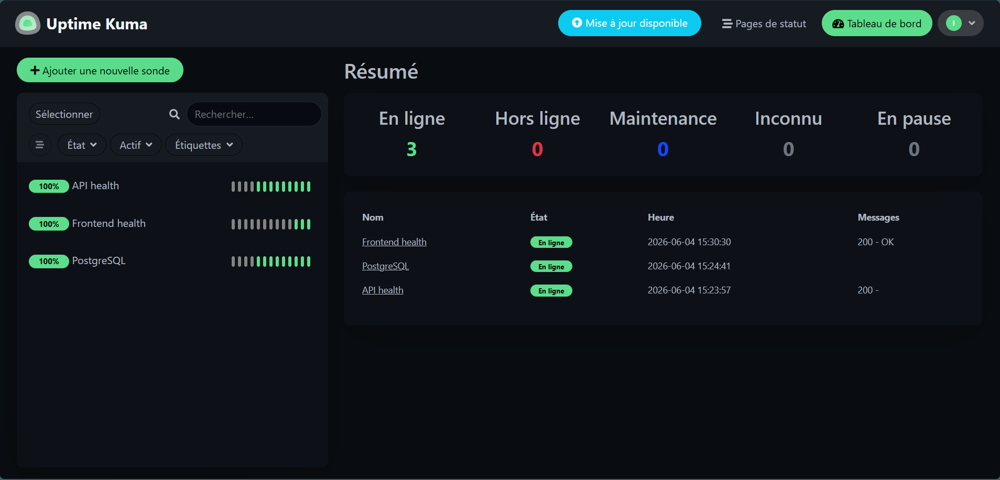 Uptime Kuma
Mise à jour disponible
Pages de statut
Tableau de bord
I
Ajouter une nouvelle sonde
Sélectionner
Rechercher...
État
Actif
Étiquettes
100% API health
100% Frontend health
100% PostgreSQL
Résumé
En ligne Hors ligne Maintenance Inconnu En pause
3 0 0 0 0
Nom État Heure Messages
Frontend health En ligne 2026-06-04 15:30:30 200 - OK
PostgreSQL En ligne 2026-06-04 15:24:41
API health En ligne 2026-06-04 15:23:57 200 -